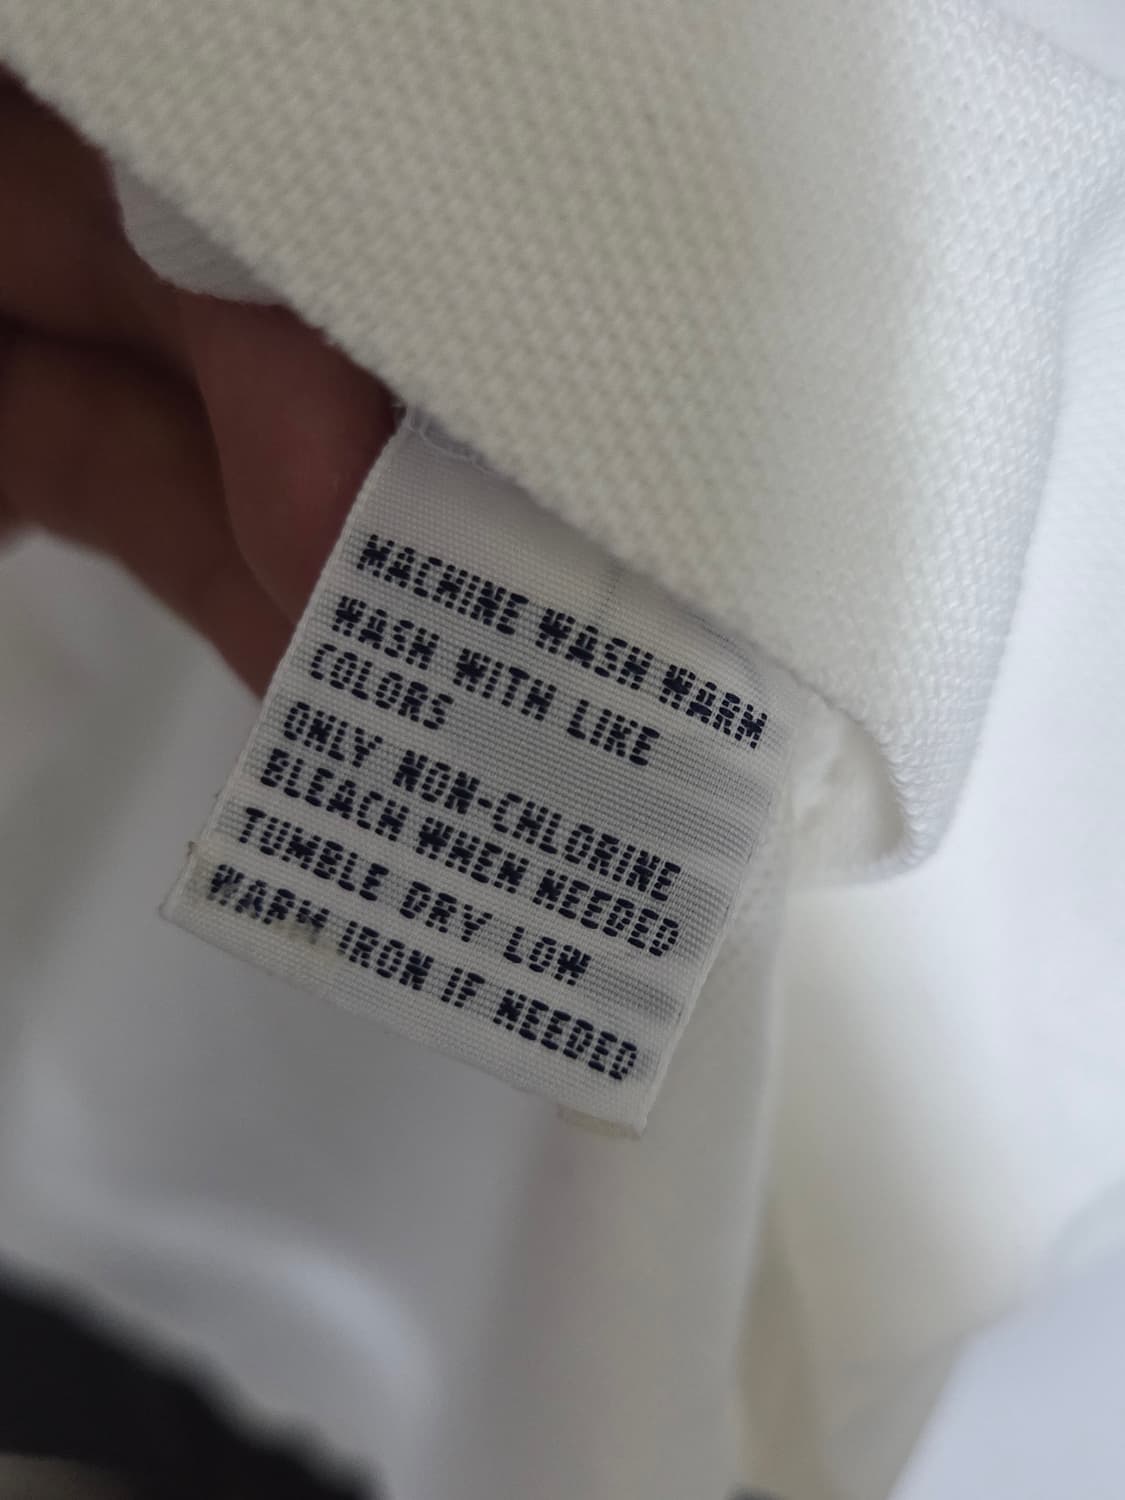 MACHINE WASH WARM
WASH WITH LIKE
COLORS
ONLY NON-CHLORINE
BLEACH WHEN NEEDED
TUMBLE DRY LOW
WARM IRON IF NEEDED